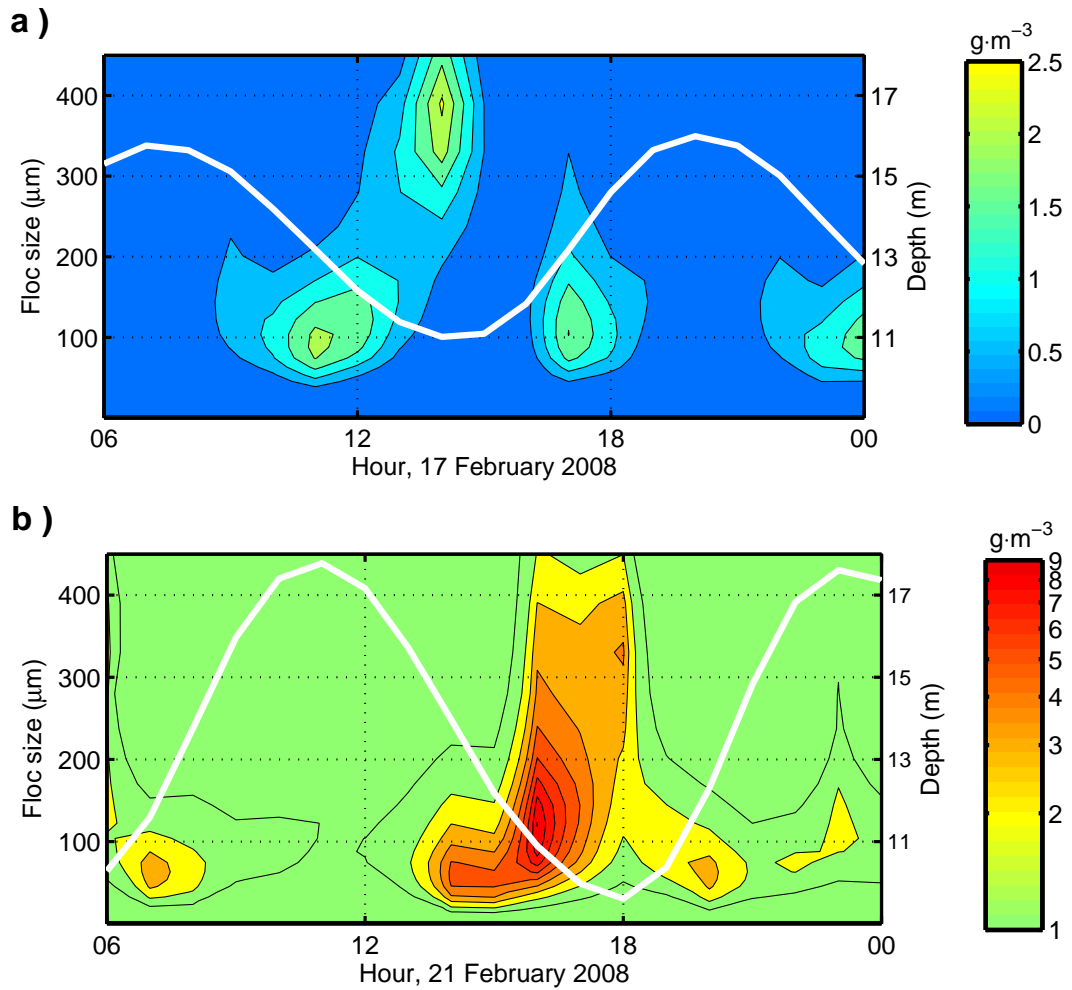 a )
g·m−3
2.5
2
1.5
1
0.5
0
Floc size (μm)
400
300
200
100
Depth (m)
17
15
13
11
06 12 18 00
Hour, 17 February 2008
b )
g·m−3
9
8
7
6
5
4
3
2
1
Floc size (μm)
400
300
200
100
Depth (m)
17
15
13
11
06 12 18 00
Hour, 21 February 2008